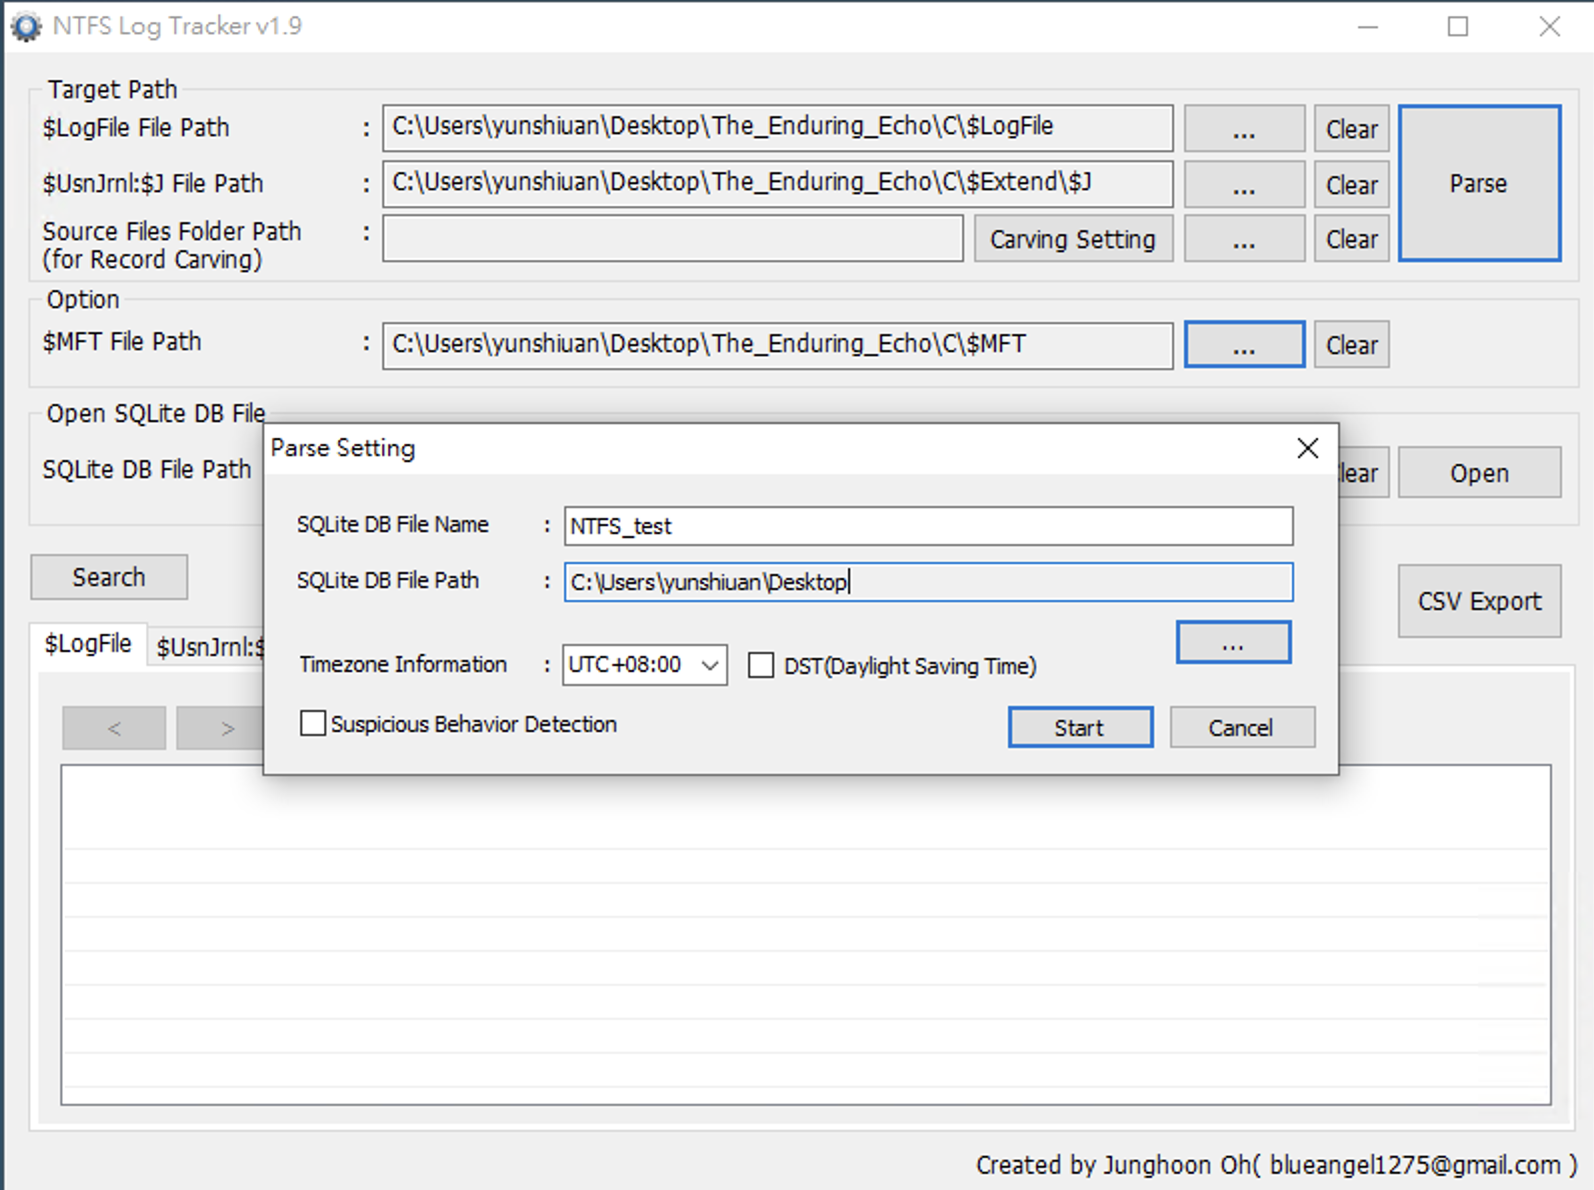 NTFS Log Tracker v1.9
Target Path
$LogFile File Path : C:\Users\yunshiuan\Desktop\The_Enduring_Echo\C\$LogFile ... Clear
Parse
$UsnJrnl:$J File Path : C:\Users\yunshiuan\Desktop\The_Enduring_Echo\C\$Extend\$J ... Clear
Source Files Folder Path : Carving Setting ... Clear
(for Record Carving)
Option
$MFT File Path : C:\Users\yunshiuan\Desktop\The_Enduring_Echo\C\$MFT ... Clear
Open SQLite DB File
SQLite DB File Path lear Open
Parse Setting
SQLite DB File Name : NTFS_test
SQLite DB File Path : C:\Users\yunshiuan\Desktop
...
Timezone Information : UTC+08:00 DST(Daylight Saving Time)
Suspicious Behavior Detection Start Cancel
Search
CSV Export
$LogFile $UsnJrnl:$
< >
Created by Junghoon Oh( blueangel1275@gmail.com )